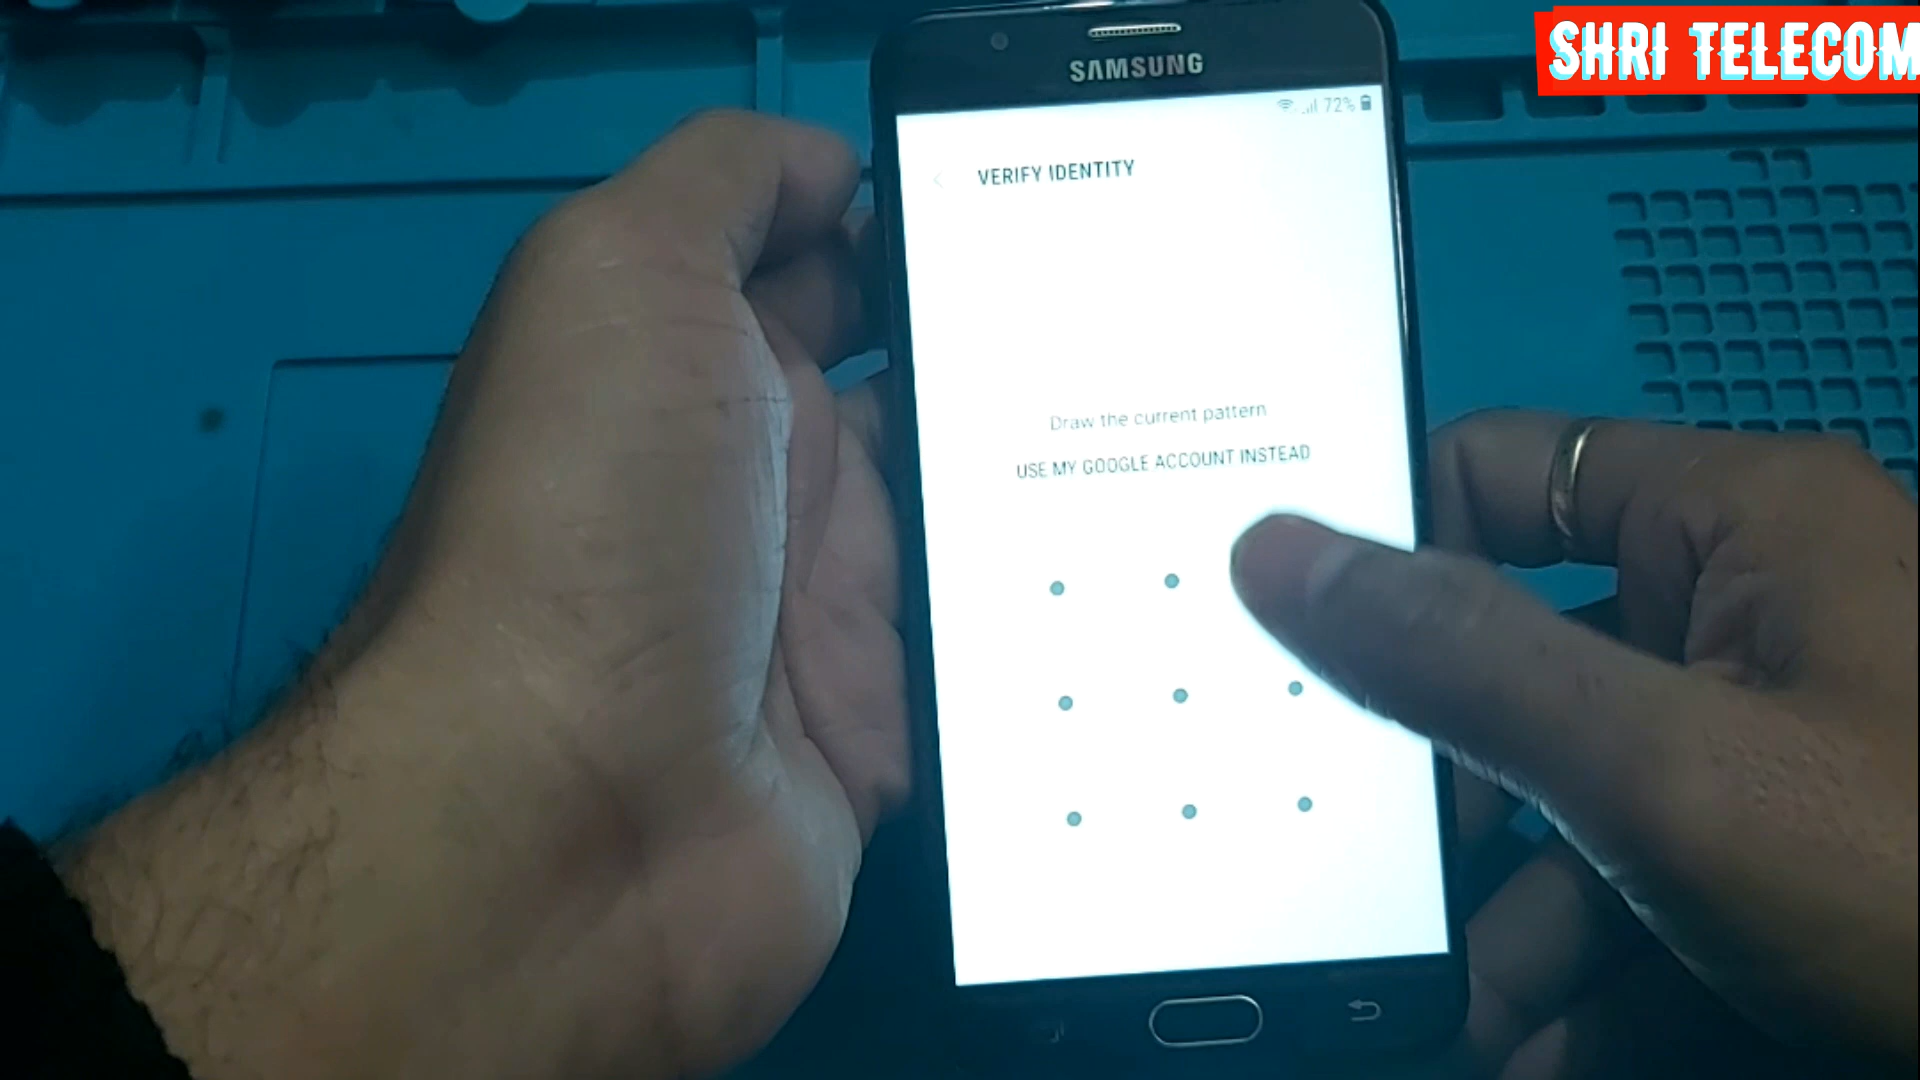 SHRI TELECOM
SAMSUNG
72%
VERIFY IDENTITY
Draw the current pattern
USE MY GOOGLE ACCOUNT INSTEAD